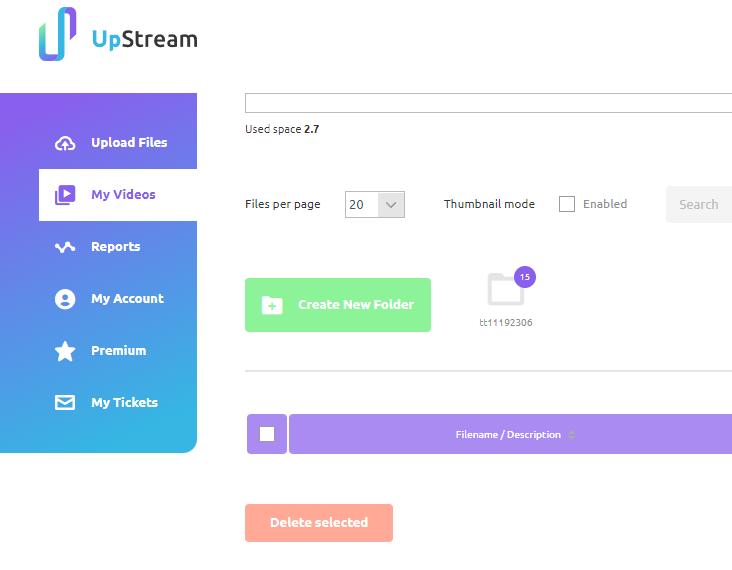 UpStream
Upload Files
My Videos
Reports
My Account
Premium
My Tickets
Used space 2.7
Files per page 20 Thumbnail mode Enabled Search
Create New Folder
15
tt11192306
Filename / Description
Delete selected